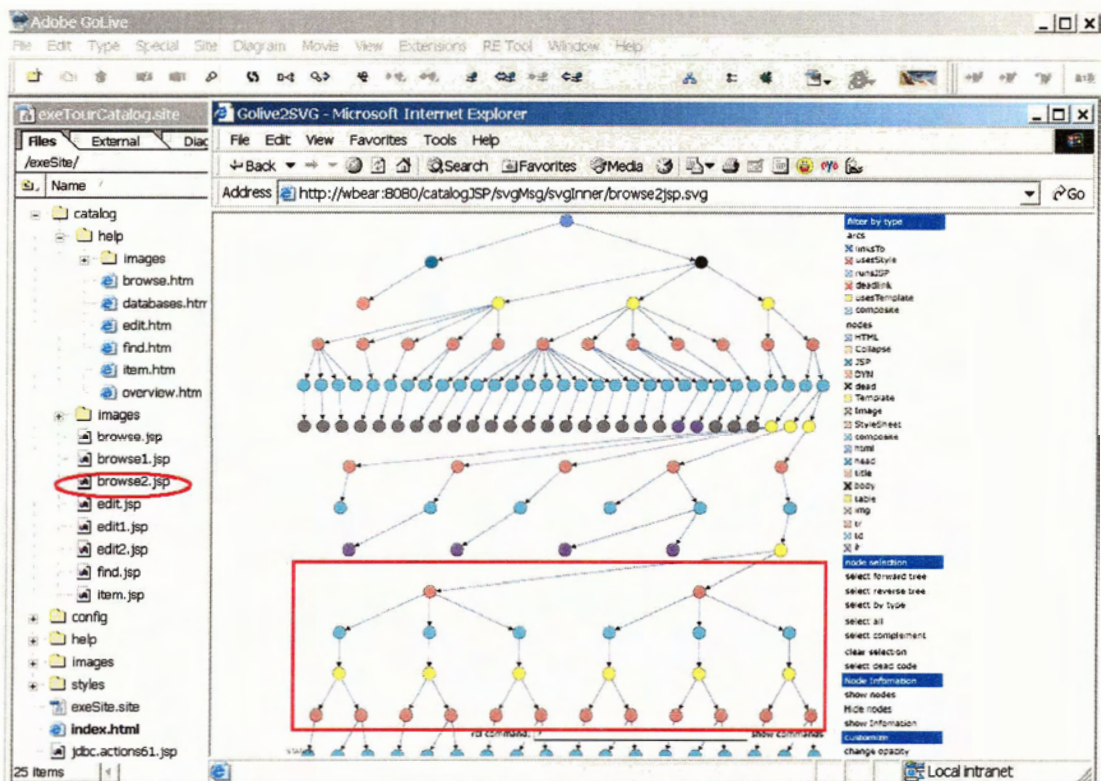 Adobe GoLive
File Edit Type Special Site Diagram Movie View Extensions RE Tool Window Help
exeTourCatalog.site
Files External Diag
/exeSite/
Name
catalog
help
images
browse.htm
databases.htm
edit.htm
find.htm
item.htm
overview.htm
images
browse.jsp
browse1.jsp
browse2.jsp
edit.jsp
edit1.jsp
edit2.jsp
find.jsp
item.jsp
config
help
images
styles
exeSite.site
index.html
jdbc.actions61.jsp
25 items
Golive2SVG - Microsoft Internet Explorer
File Edit View Favorites Tools Help
Back Search Favorites Media
Address http://wbear:8080/catalogJSP/svgMsg/svgInner/browse2jsp.svg Go
filter by type
arcs
linksTo
usesStyle
runsJSP
deadlink
usesTemplate
composite
nodes
HTML
Collapse
JSP
DYN
dead
Template
Image
StyleSheet
composite
html
head
title
body
table
img
tr
td
node selection
select forward tree
select reverse tree
select by type
select all
select complement
clear selection
select dead code
Node Infomation
show nodes
Hide nodes
show Infomation
customize
change opacity
rcl command:
show commands
Local intranet